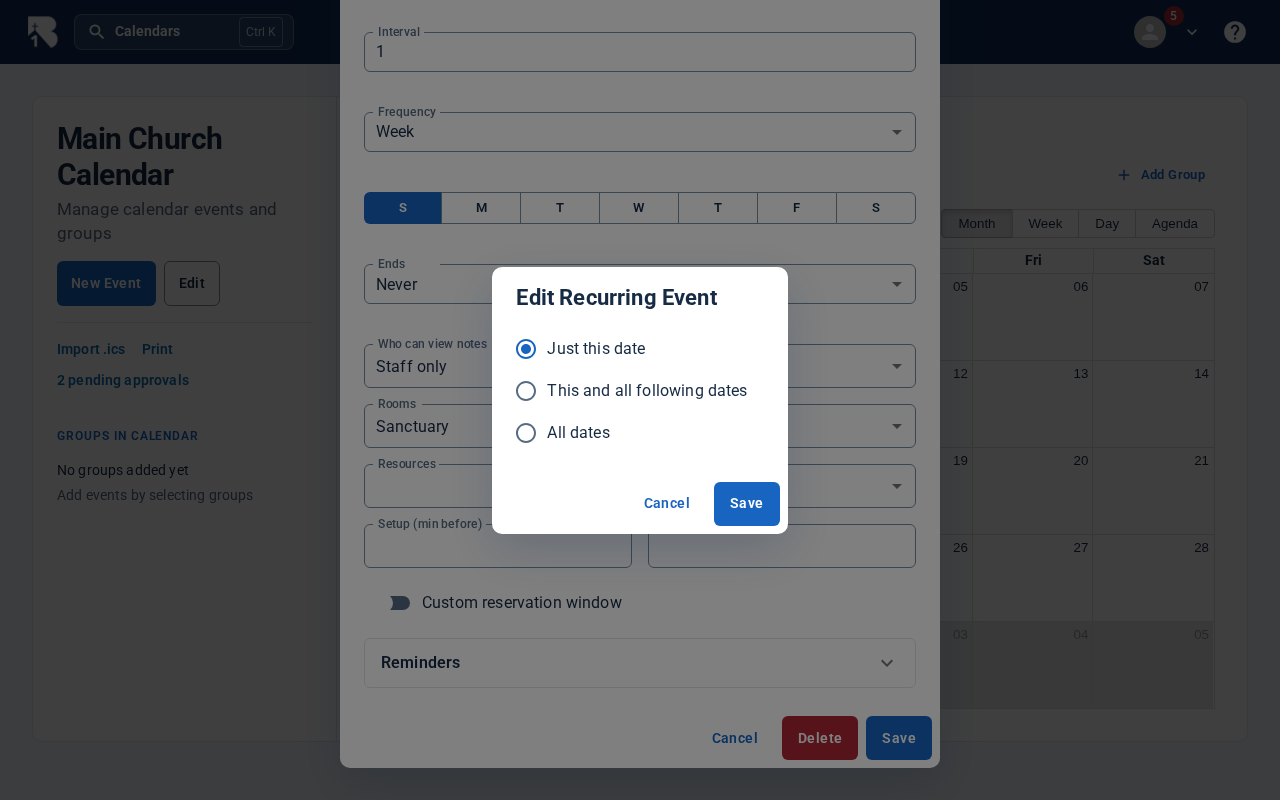 Calendars
Ctrl K
5
Main Church
Calendar
Manage calendar events and
groups
New Event
Edit
Import .ics
Print
2 pending approvals
GROUPS IN CALENDAR
No groups added yet
Add events by selecting groups
Interval
1
Frequency
Week
S
M
T
W
T
F
S
Ends
Never
Who can view notes
Staff only
Rooms
Sanctuary
Resources
Setup (min before)
Custom reservation window
Reminders
Cancel
Delete
Save
Edit Recurring Event
Just this date
This and all following dates
All dates
Cancel
Save
Add Group
Month
Week
Day
Agenda
Fri
Sat
05
06
07
12
13
14
19
20
21
26
27
28
03
04
05